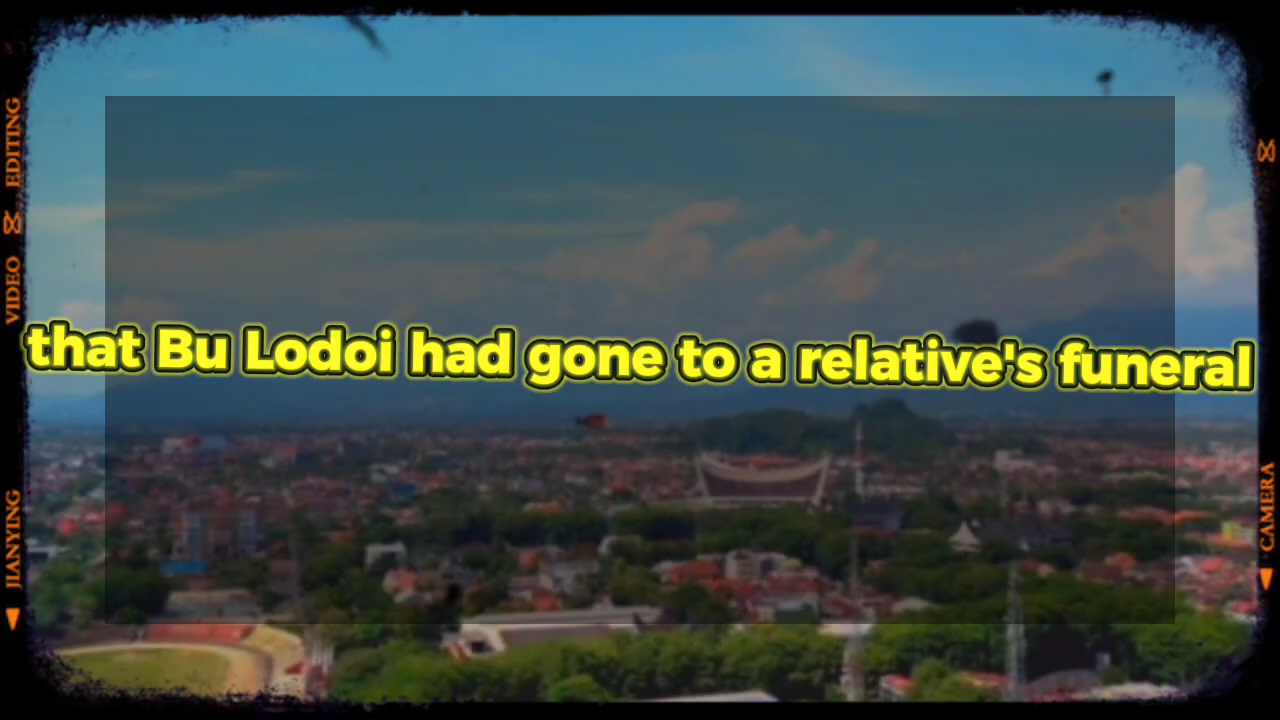 EDITING
VIDEO
JIANYING
that Bu Lodoi had gone to a relative's funeral
CAMERA